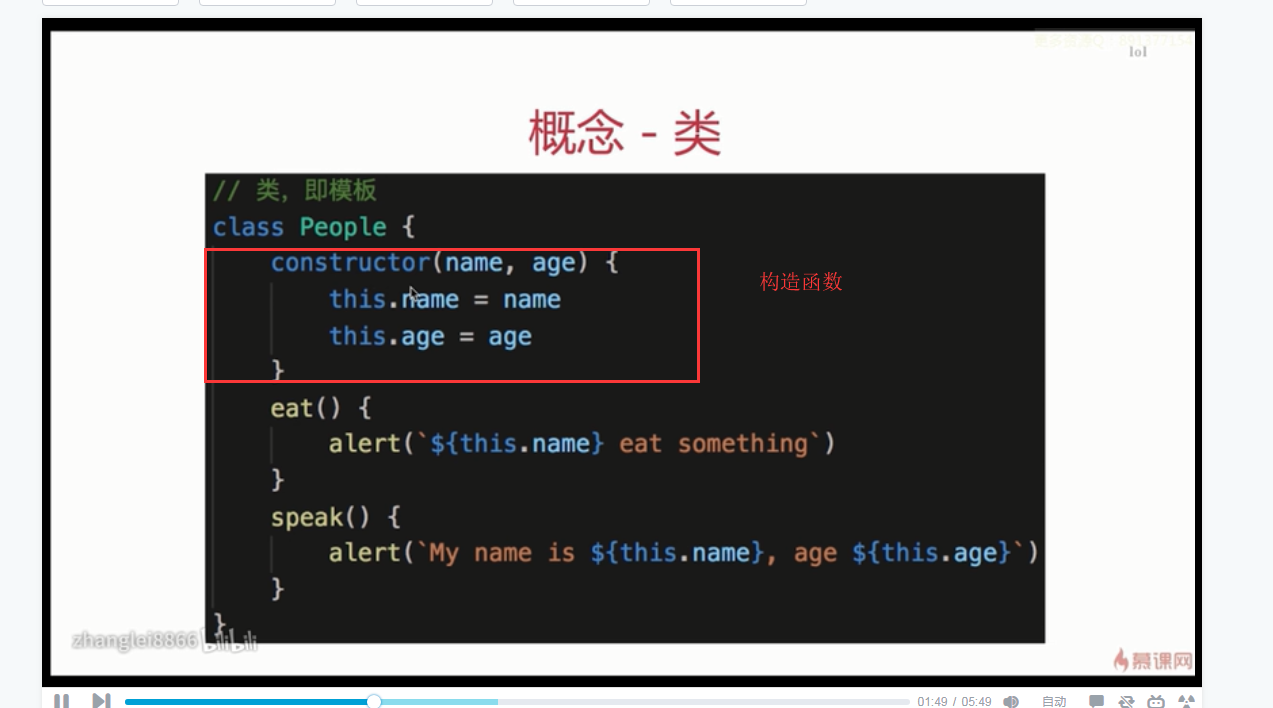 lol
概念 - 类
// 类，即模板
class People {
constructor(name, age) {
this.name = name
this.age = age
}
构造函数
eat() {
alert(`${this.name} eat something`)
}
speak() {
alert(`My name is ${this.name}, age ${this.age}`)
}
}
zhanglei8866 bilibili
慕课网
01:49 / 05:49
自动